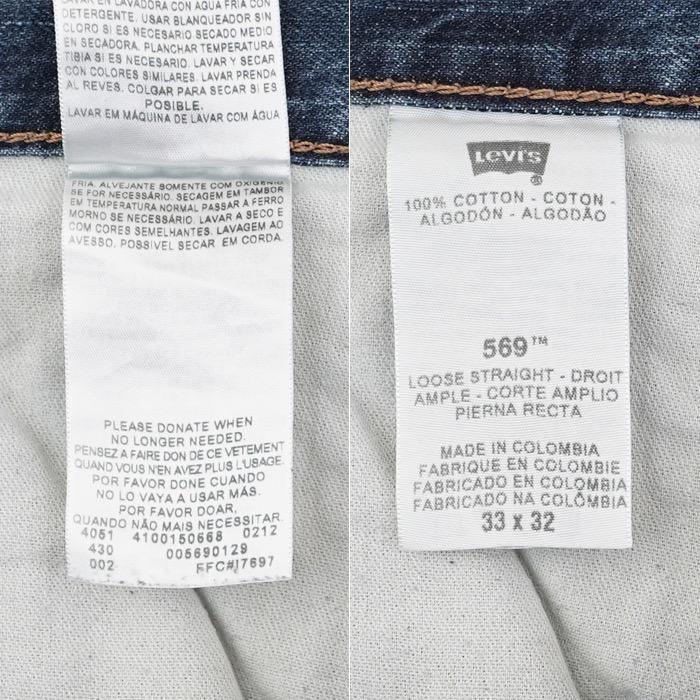 LAVAR EN LAVADORA CON AGUA FRÍA CON
DETERGENTE. USAR BLANQUEADOR SIN
CLORO SI ES NECESARIO SECADO MEDIO
EN SECADORA. PLANCHAR TEMPERATURA
TIBIA SI ES NECESARIO. LAVAR Y SECAR
CON COLORES SIMILARES. LAVAR PRENDA
AL REVES. COLGAR PARA SECAR SI ES
POSIBLE.
LAVAR EM MÁQUINA DE LAVAR COM ÁGUA
FRIA. ALVEJANTE SOMENTE COM OXIGÊNIO
SE FOR NECESSÁRIO. SECAGEM EM TAMBOR
EM TEMPERATURA NORMAL PASSAR A FERRO
MORNO SE NECESSÁRIO. LAVAR A SECO E
COM CORES SEMELHANTES. LAVAGEM AO
AVESSO, POSSIVEL SECAR EM CORDA.
PLEASE DONATE WHEN
NO LONGER NEEDED.
PENSEZ A FAIRE DON DE CE VETEMENT
QUAND VOUS N'EN AVEZ PLUS L'USAGE.
POR FAVOR DONE CUANDO
NO LO VAYA A USAR MÁS.
POR FAVOR DOAR,
QUANDO NÃO MAIS NECESSITAR.
4051 4100150668 0212
430 005690129
002 FFC#J7697
Levi's
®
100% COTTON - COTON -
ALGODÓN - ALGODÃO
569™
LOOSE STRAIGHT - DROIT
AMPLE - CORTE AMPLIO
PIERNA RECTA
MADE IN COLOMBIA
FABRIQUE EN COLOMBIE
FABRICADO EN COLOMBIA
FABRICADO NA COLÔMBIA
33 x 32